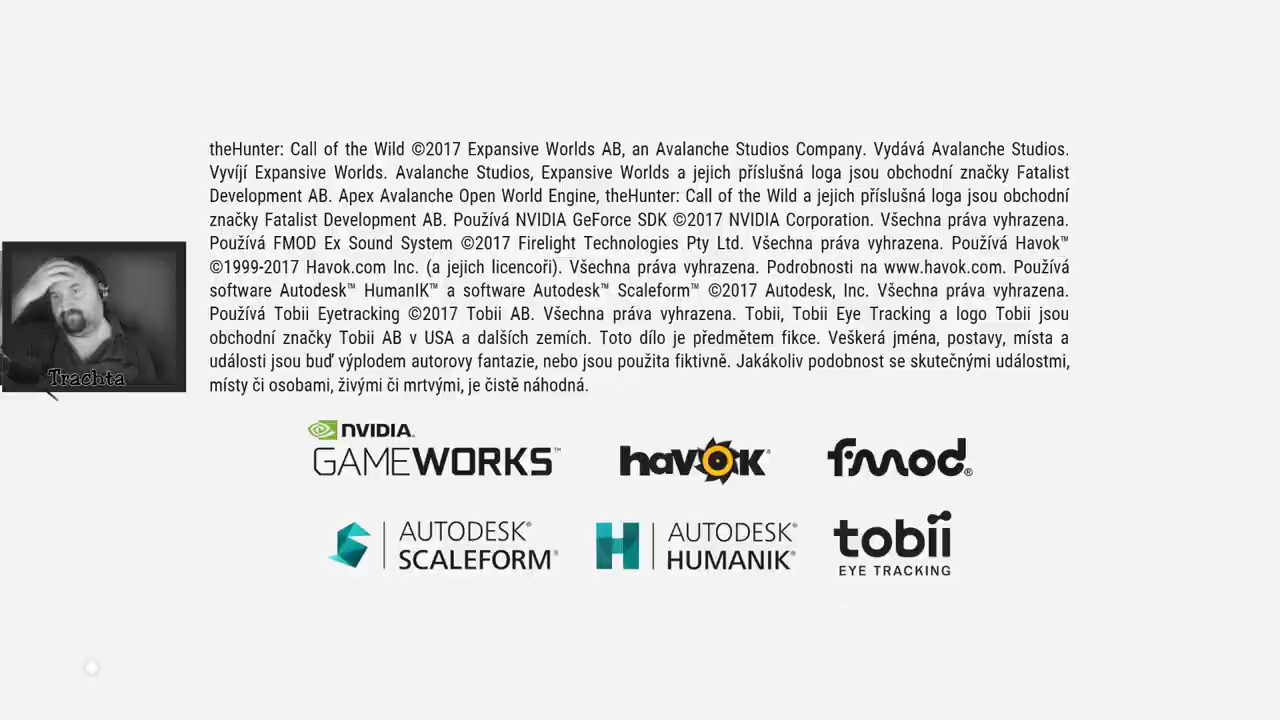 theHunter: Call of the Wild ©2017 Expansive Worlds AB, an Avalanche Studios Company. Vydává Avalanche Studios.
Vyvíjí Expansive Worlds. Avalanche Studios, Expansive Worlds a jejich příslušná loga jsou obchodní značky Fatalist
Development AB. Apex Avalanche Open World Engine, theHunter: Call of the Wild a jejich příslušná loga jsou obchodní
značky Fatalist Development AB. Používá NVIDIA GeForce SDK ©2017 NVIDIA Corporation. Všechna práva vyhrazena.
Používá FMOD Ex Sound System ©2017 Firelight Technologies Pty Ltd. Všechna práva vyhrazena. Používá Havok™
©1999-2017 Havok.com Inc. (a jejich licencoři). Všechna práva vyhrazena. Podrobnosti na www.havok.com. Používá
software Autodesk™ HumanIK™ a software Autodesk™ Scaleform™ ©2017 Autodesk, Inc. Všechna práva vyhrazena.
Používá Tobii Eyetracking ©2017 Tobii AB. Všechna práva vyhrazena. Tobii, Tobii Eye Tracking a logo Tobii jsou
obchodní značky Tobii AB v USA a dalších zemích. Toto dílo je předmětem fikce. Veškerá jména, postavy, místa a
události jsou buď výplodem autorovy fantazie, nebo jsou použita fiktivně. Jakákoliv podobnost se skutečnými událostmi,
místy či osobami, živými či mrtvými, je čistě náhodná.
Trachta
NVIDIA.
GAMEWORKS™
havok®
fmod®
AUTODESK®
SCALEFORM®
AUTODESK®
HUMANIK®
tobii
EYE TRACKING